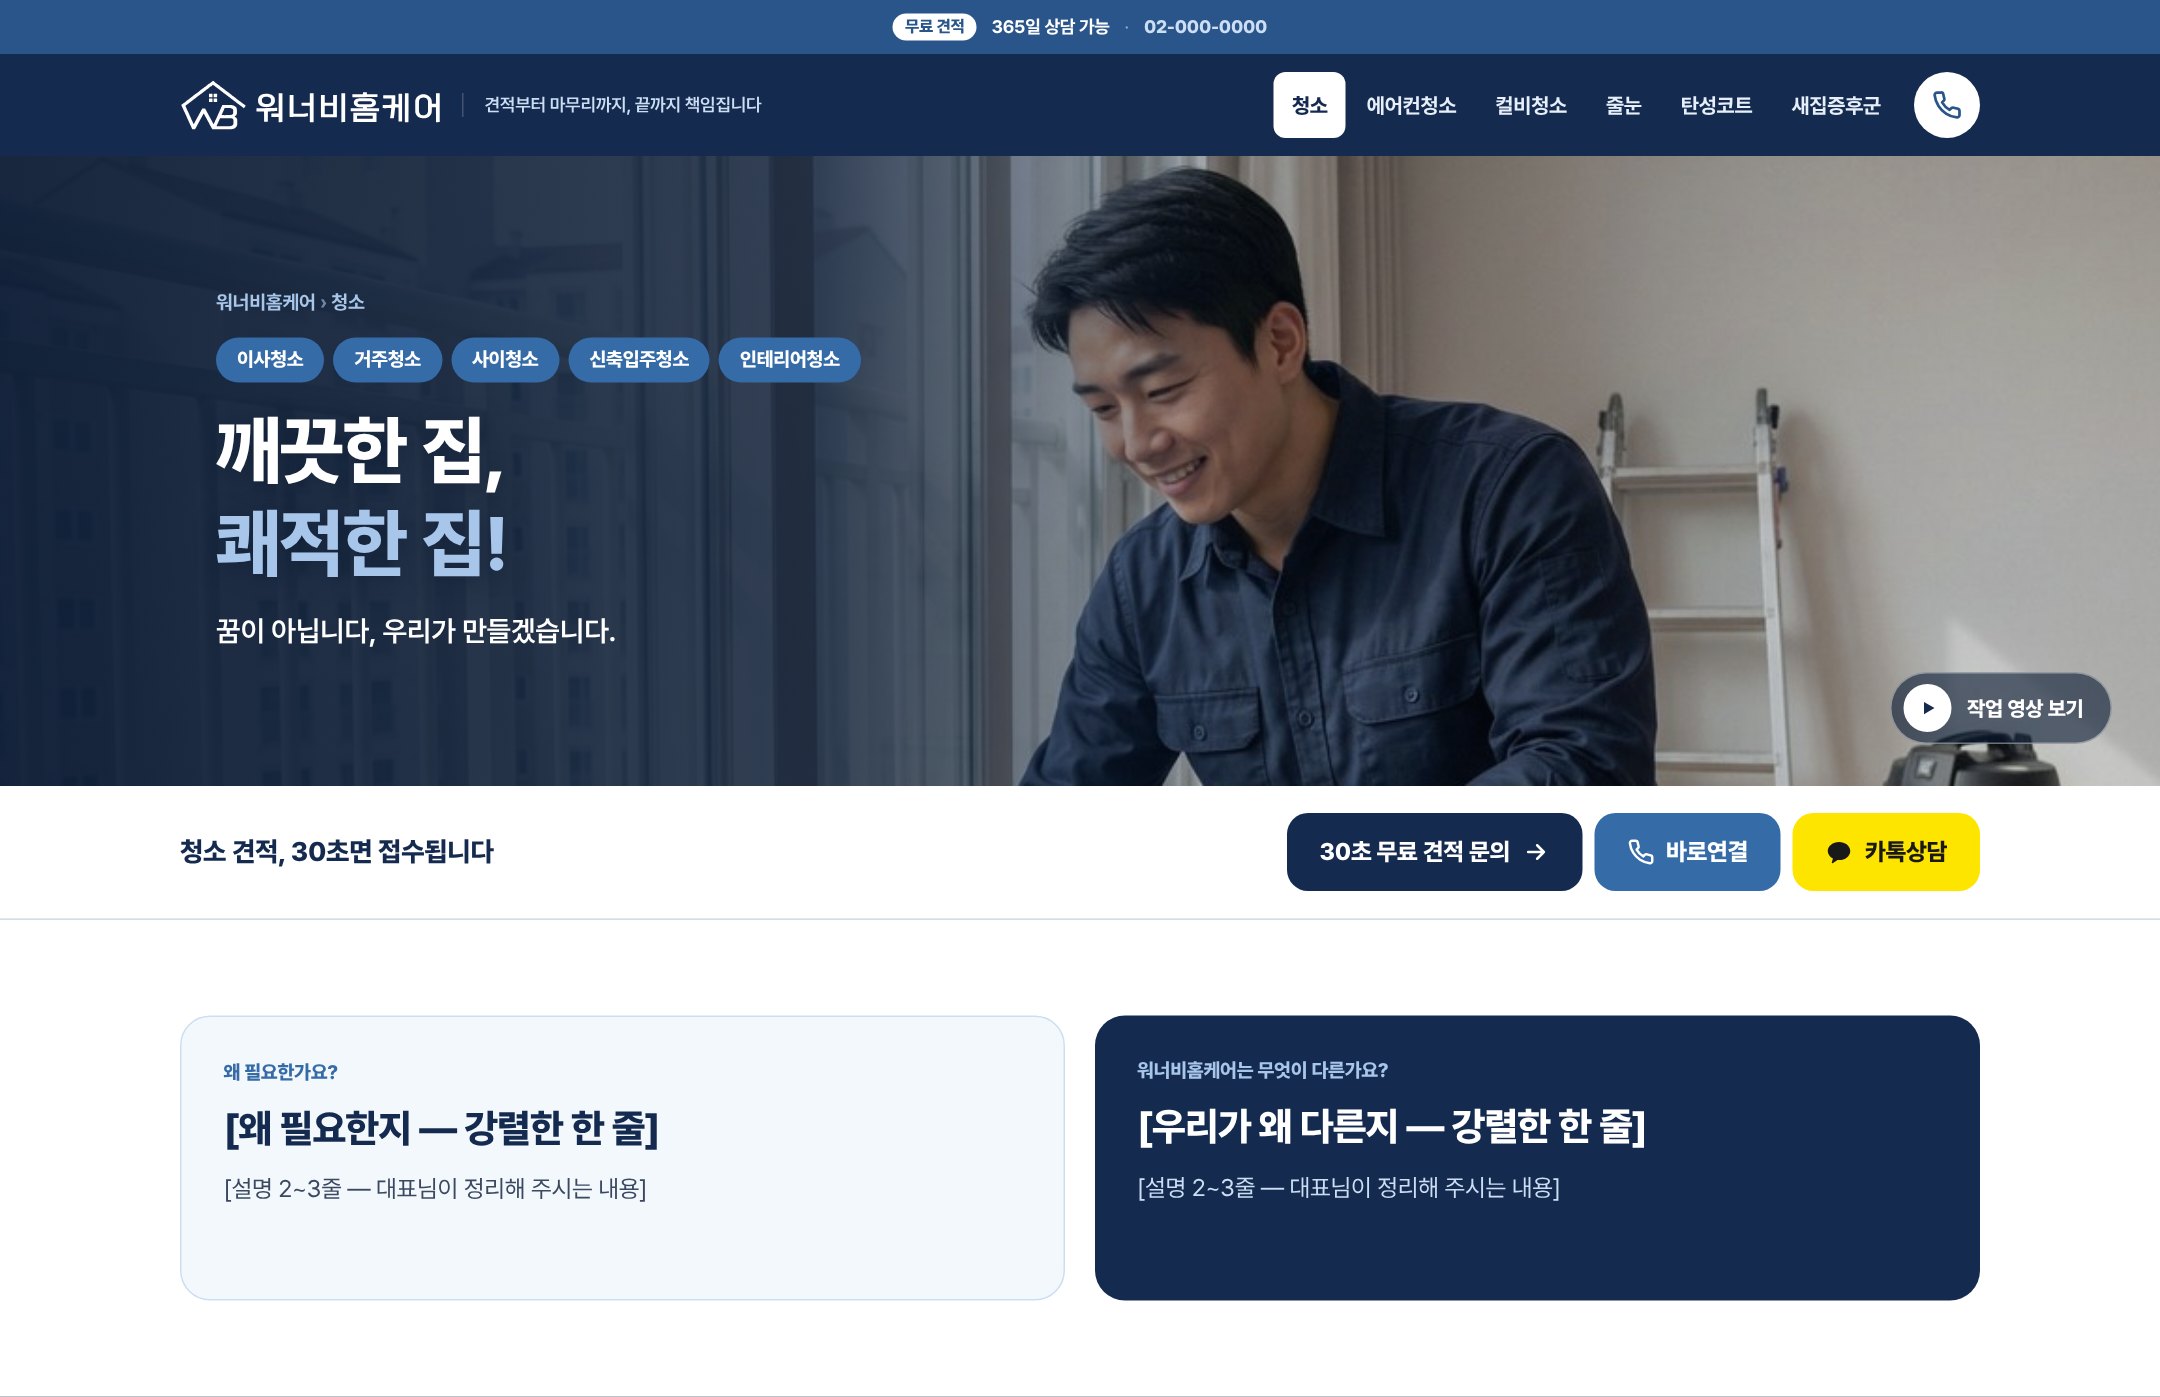 무료 견적 365일 상담 가능 · 02-000-0000
WB 워너비홈케어 견적부터 마무리까지, 끝까지 책임집니다
청소 에어컨청소 컬비청소 줄눈 탄성코트 새집증후군
워너비홈케어 › 청소
이사청소 거주청소 사이청소 신축입주청소 인테리어청소
깨끗한 집,
쾌적한 집!
꿈이 아닙니다, 우리가 만들겠습니다.
작업 영상 보기
청소 견적, 30초면 접수됩니다
30초 무료 견적 문의 →
바로연결
카톡상담
왜 필요한가요?
[왜 필요한지 — 강렬한 한 줄]
[설명 2~3줄 — 대표님이 정리해 주시는 내용]
워너비홈케어는 무엇이 다른가요?
[우리가 왜 다른지 — 강렬한 한 줄]
[설명 2~3줄 — 대표님이 정리해 주시는 내용]